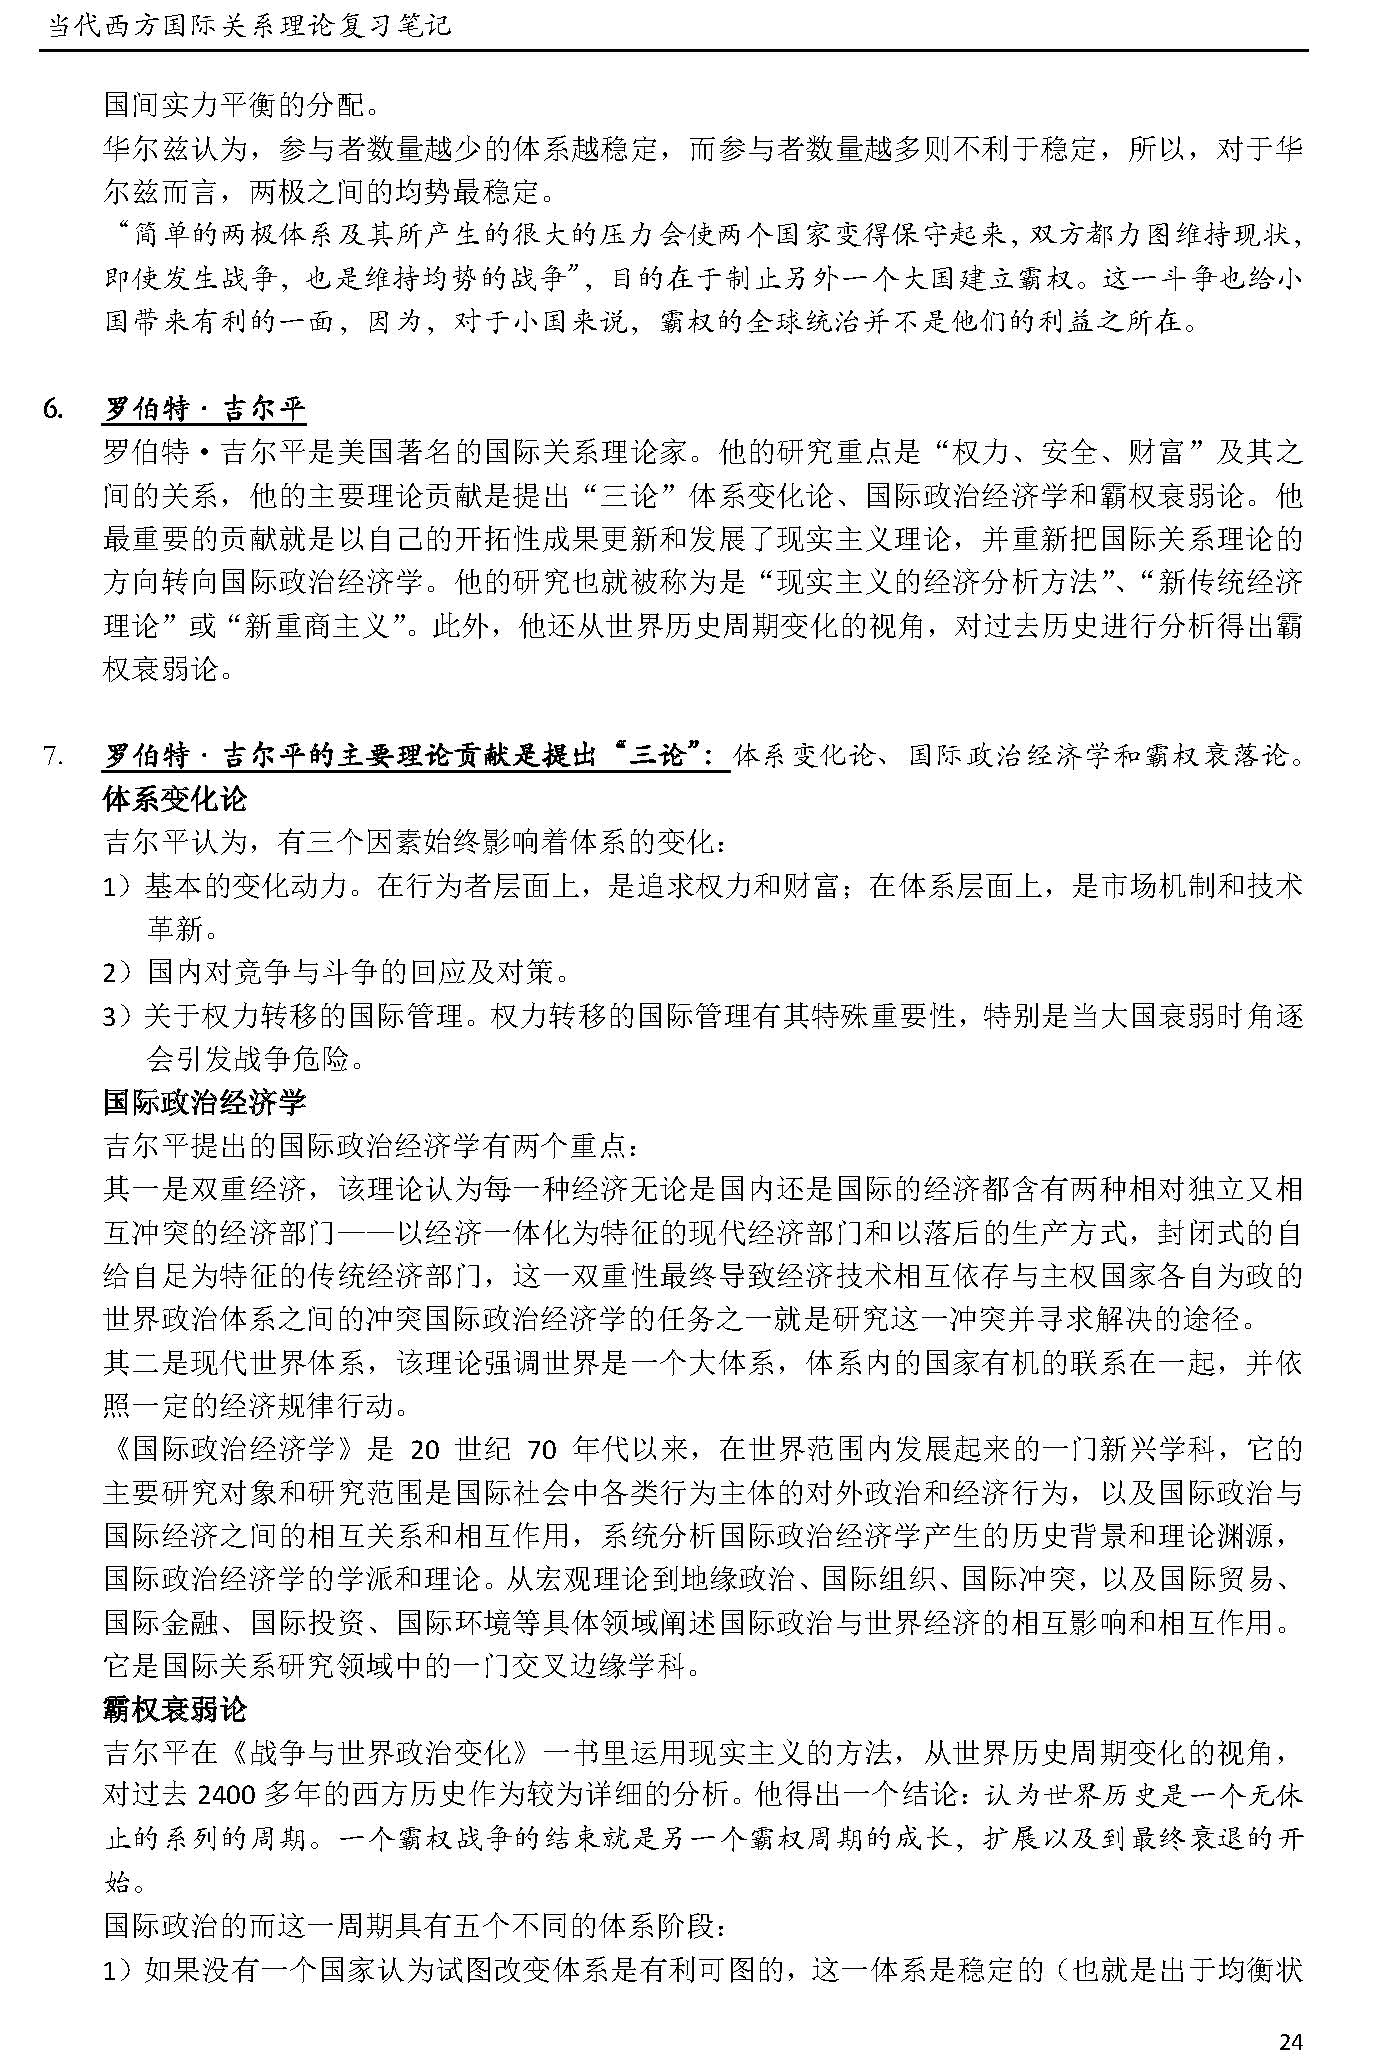 当代西方国际关系理论复习笔记
国间实力平衡的分配。
华尔兹认为，参与者数量越少的体系越稳定，而参与者数量越多则不利于稳定，所以，对于华
尔兹而言，两极之间的均势最稳定。
“简单的两极体系及其所产生的很大的压力会使两个国家变得保守起来，双方都力图维持现状，
即使发生战争，也是维持均势的战争”，目的在于制止另外一个大国建立霸权。这一斗争也给小
国带来有利的一面，因为，对于小国来说，霸权的全球统治并不是他们的利益之所在。
6. 罗伯特·吉尔平
罗伯特·吉尔平是美国著名的国际关系理论家。他的研究重点是“权力、安全、财富”及其之
间的关系，他的主要理论贡献是提出“三论”体系变化论、国际政治经济学和霸权衰弱论。他
最重要的贡献就是以自己的开拓性成果更新和发展了现实主义理论，并重新把国际关系理论的
方向转向国际政治经济学。他的研究也就被称为是“现实主义的经济分析方法”、“新传统经济
理论”或“新重商主义”。此外，他还从世界历史周期变化的视角，对过去历史进行分析得出霸
权衰弱论。
7. 罗伯特·吉尔平的主要理论贡献是提出“三论”：体系变化论、国际政治经济学和霸权衰落论。
体系变化论
吉尔平认为，有三个因素始终影响着体系的变化：
1）基本的变化动力。在行为者层面上，是追求权力和财富；在体系层面上，是市场机制和技术
革新。
2）国内对竞争与斗争的回应及对策。
3）关于权力转移的国际管理。权力转移的国际管理有其特殊重要性，特别是当大国衰弱时角逐
会引发战争危险。
国际政治经济学
吉尔平提出的国际政治经济学有两个重点：
其一是双重经济，该理论认为每一种经济无论是国内还是国际的经济都含有两种相对独立又相
互冲突的经济部门——以经济一体化为特征的现代经济部门和以落后的生产方式，封闭式的自
给自足为特征的传统经济部门，这一双重性最终导致经济技术相互依存与主权国家各自为政的
世界政治体系之间的冲突国际政治经济学的任务之一就是研究这一冲突并寻求解决的途径。
其二是现代世界体系，该理论强调世界是一个大体系，体系内的国家有机的联系在一起，并依
照一定的经济规律行动。
《国际政治经济学》是 20 世纪 70 年代以来，在世界范围内发展起来的一门新兴学科，它的
主要研究对象和研究范围是国际社会中各类行为主体的对外政治和经济行为，以及国际政治与
国际经济之间的相互关系和相互作用，系统分析国际政治经济学产生的历史背景和理论渊源，
国际政治经济学的学派和理论。从宏观理论到地缘政治、国际组织、国际冲突，以及国际贸易、
国际金融、国际投资、国际环境等具体领域阐述国际政治与世界经济的相互影响和相互作用。
它是国际关系研究领域中的一门交叉边缘学科。
霸权衰弱论
吉尔平在《战争与世界政治变化》一书里运用现实主义的方法，从世界历史周期变化的视角，
对过去 2400 多年的西方历史作为较为详细的分析。他得出一个结论：认为世界历史是一个无休
止的系列的周期。一个霸权战争的结束就是另一个霸权周期的成长，扩展以及到最终衰退的开
始。
国际政治的而这一周期具有五个不同的体系阶段：
1）如果没有一个国家认为试图改变体系是有利可图的，这一体系是稳定的（也就是出于均衡状
24